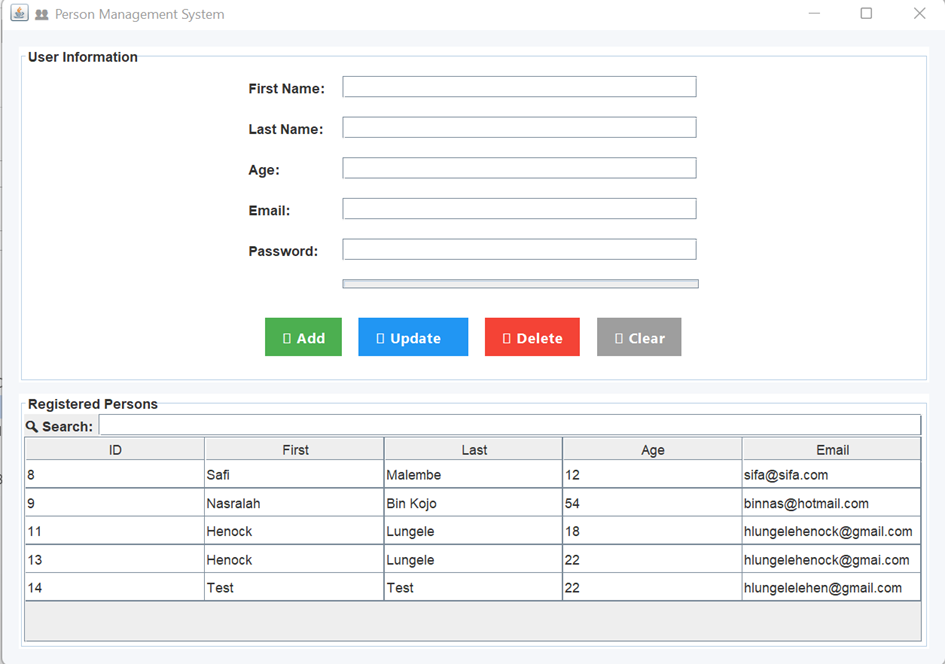 Person Management System
User Information
First Name:
Last Name:
Age:
Email:
Password:
Add Update Delete Clear
Registered Persons
Search:
ID First Last Age Email
8 Safi Malembe 12 sifa@sifa.com
9 Nasralah Bin Kojo 54 binnas@hotmail.com
11 Henock Lungele 18 hlungelehenock@gmail.com
13 Henock Lungele 22 hlungelehenock@gmai.com
14 Test Test 22 hlungelelehen@gmail.com